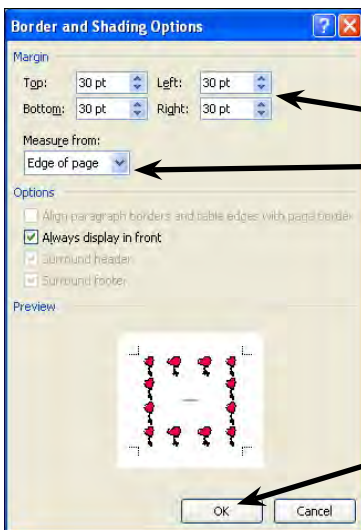 Border and Shading Options
Margin
Top: 30 pt Left: 30 pt
Bottom: 30 pt Right: 30 pt
Measure from:
Edge of page
Options
Align paragraph borders and table edges with page border
Always display in front
Surround header
Surround footer
Preview
OK Cancel